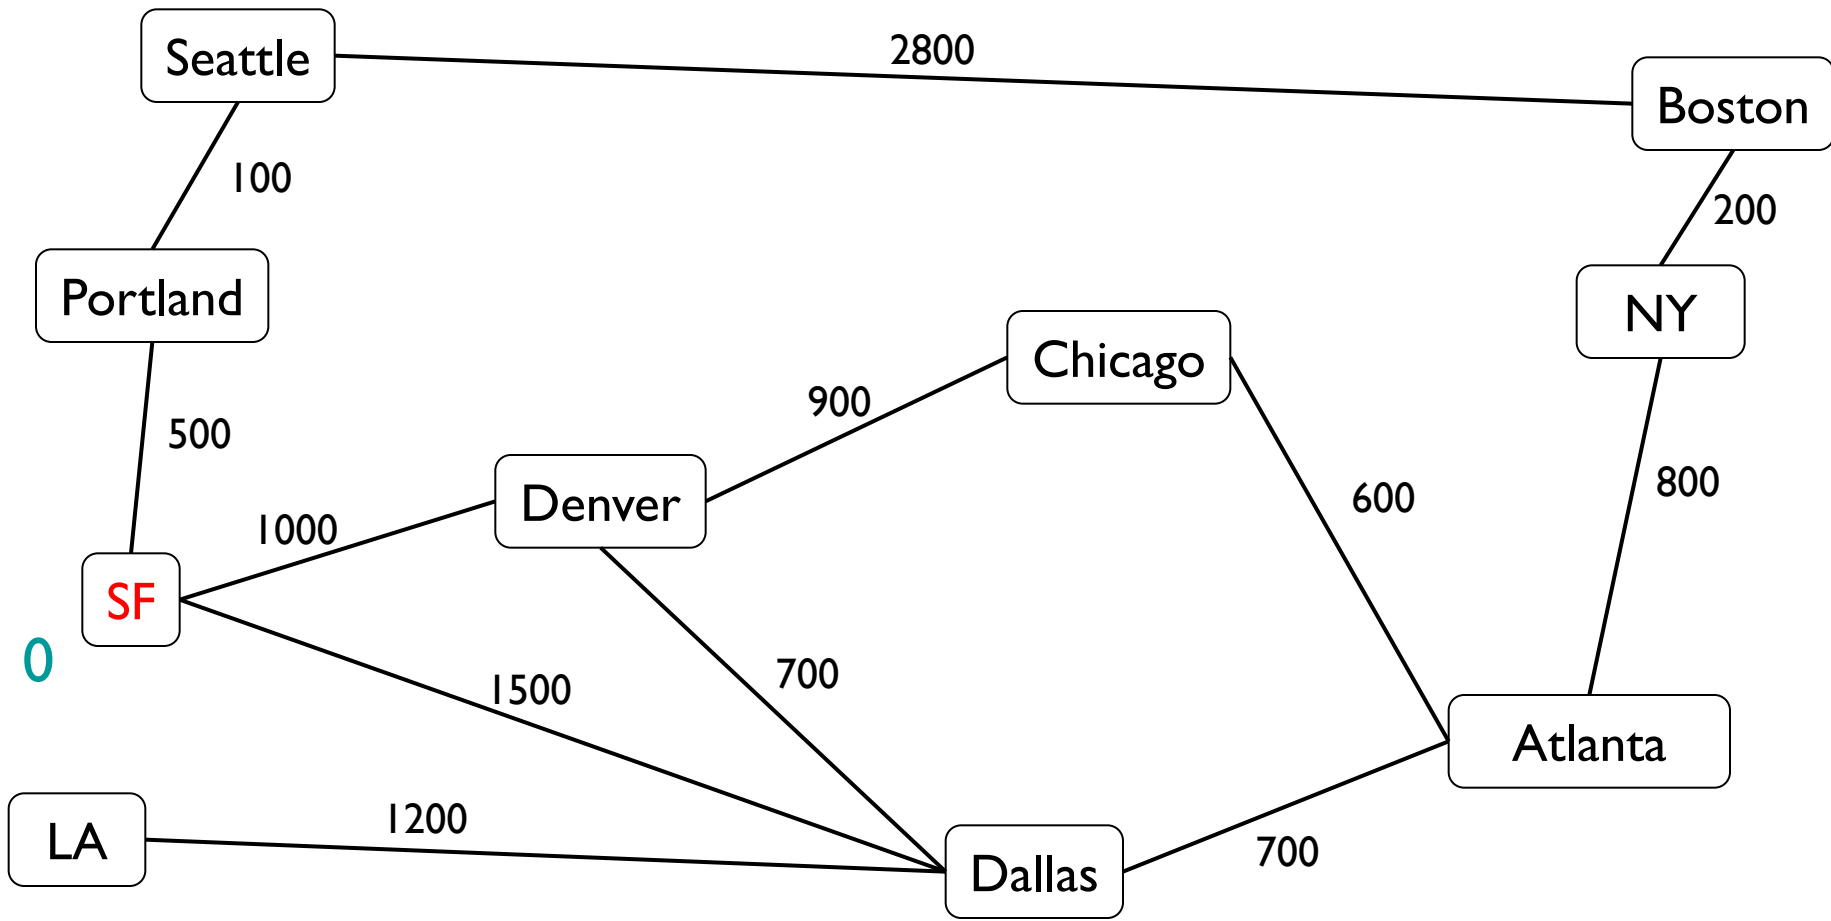 Seattle
2800
Boston
100
200
Portland
NY
Chicago
900
500
Denver
800
600
1000
SF
0
700
1500
Atlanta
1200
LA
700
Dallas